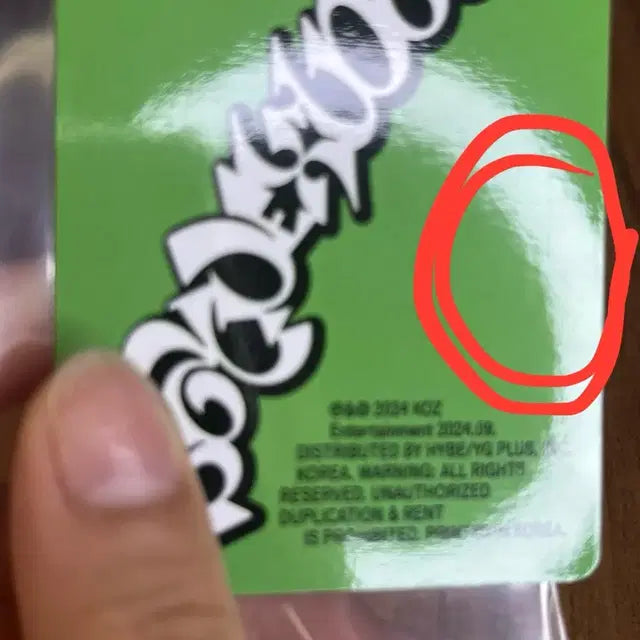 ℗&© 2024 KOZ
Entertainment 2024.09.
DISTRIBUTED BY HYBE/YG PLUS, INC.
KOREA. WARNING: ALL RIGHTS
RESERVED. UNAUTHORIZED
DUPLICATION & RENT
IS PROHIBITED. PRINTED IN KOREA.